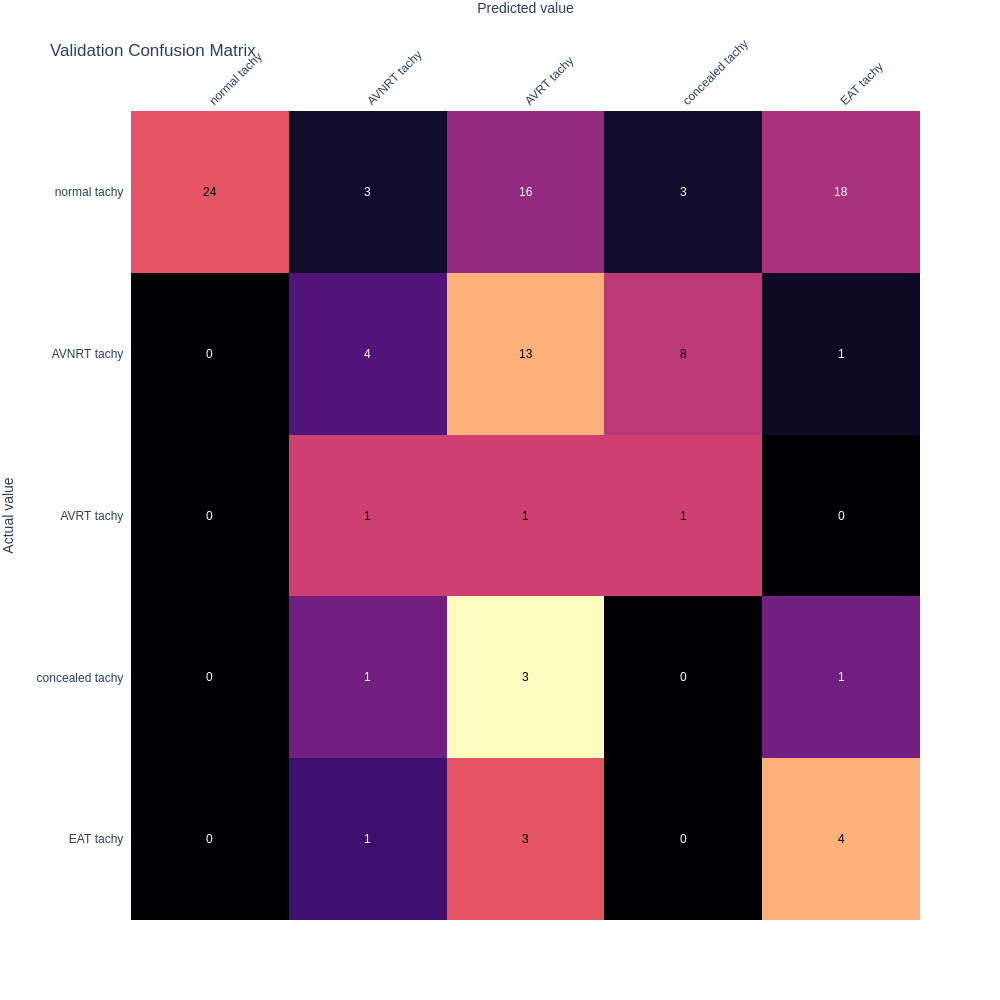 Predicted value
Validation Confusion Matrix
normal tachy AVNRT tachy AVRT tachy concealed tachy EAT tachy
normal tachy 24 3 16 3 18
AVNRT tachy 0 4 13 8 1
Actual value
AVRT tachy 0 1 1 1 0
concealed tachy 0 1 3 0 1
EAT tachy 0 1 3 0 4